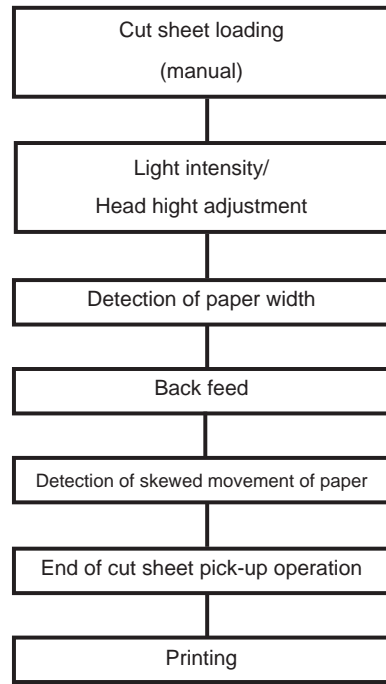 Cut sheet loading
(manual)
Light intensity/
Head hight adjustment
Detection of paper width
Back feed
Detection of skewed movement of paper
End of cut sheet pick-up operation
Printing